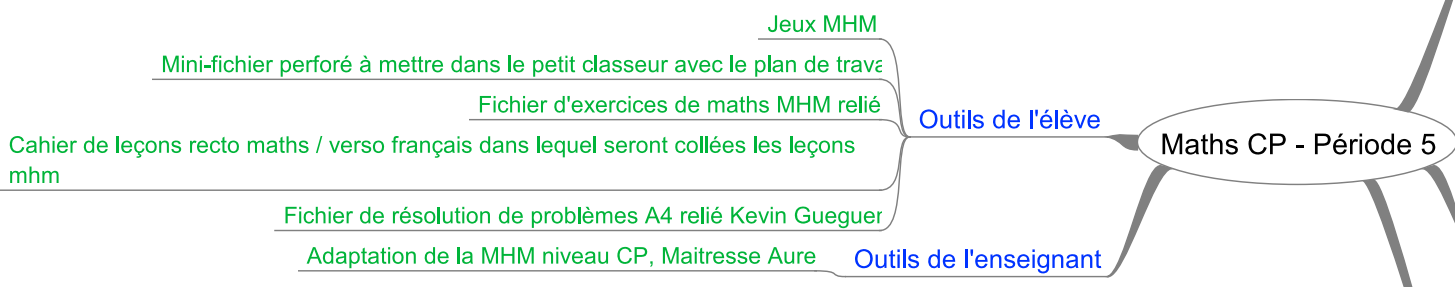 Jeux MHM
Mini-fichier perforé à mettre dans le petit classeur avec le plan de trava
Fichier d'exercices de maths MHM relié
Outils de l'élève
Cahier de leçons recto maths / verso français dans lequel seront collées les leçons
mhm
Fichier de résolution de problèmes A4 relié Kevin Gueguer
Adaptation de la MHM niveau CP, Maitresse Aure
Outils de l'enseignant
Maths CP - Période 5